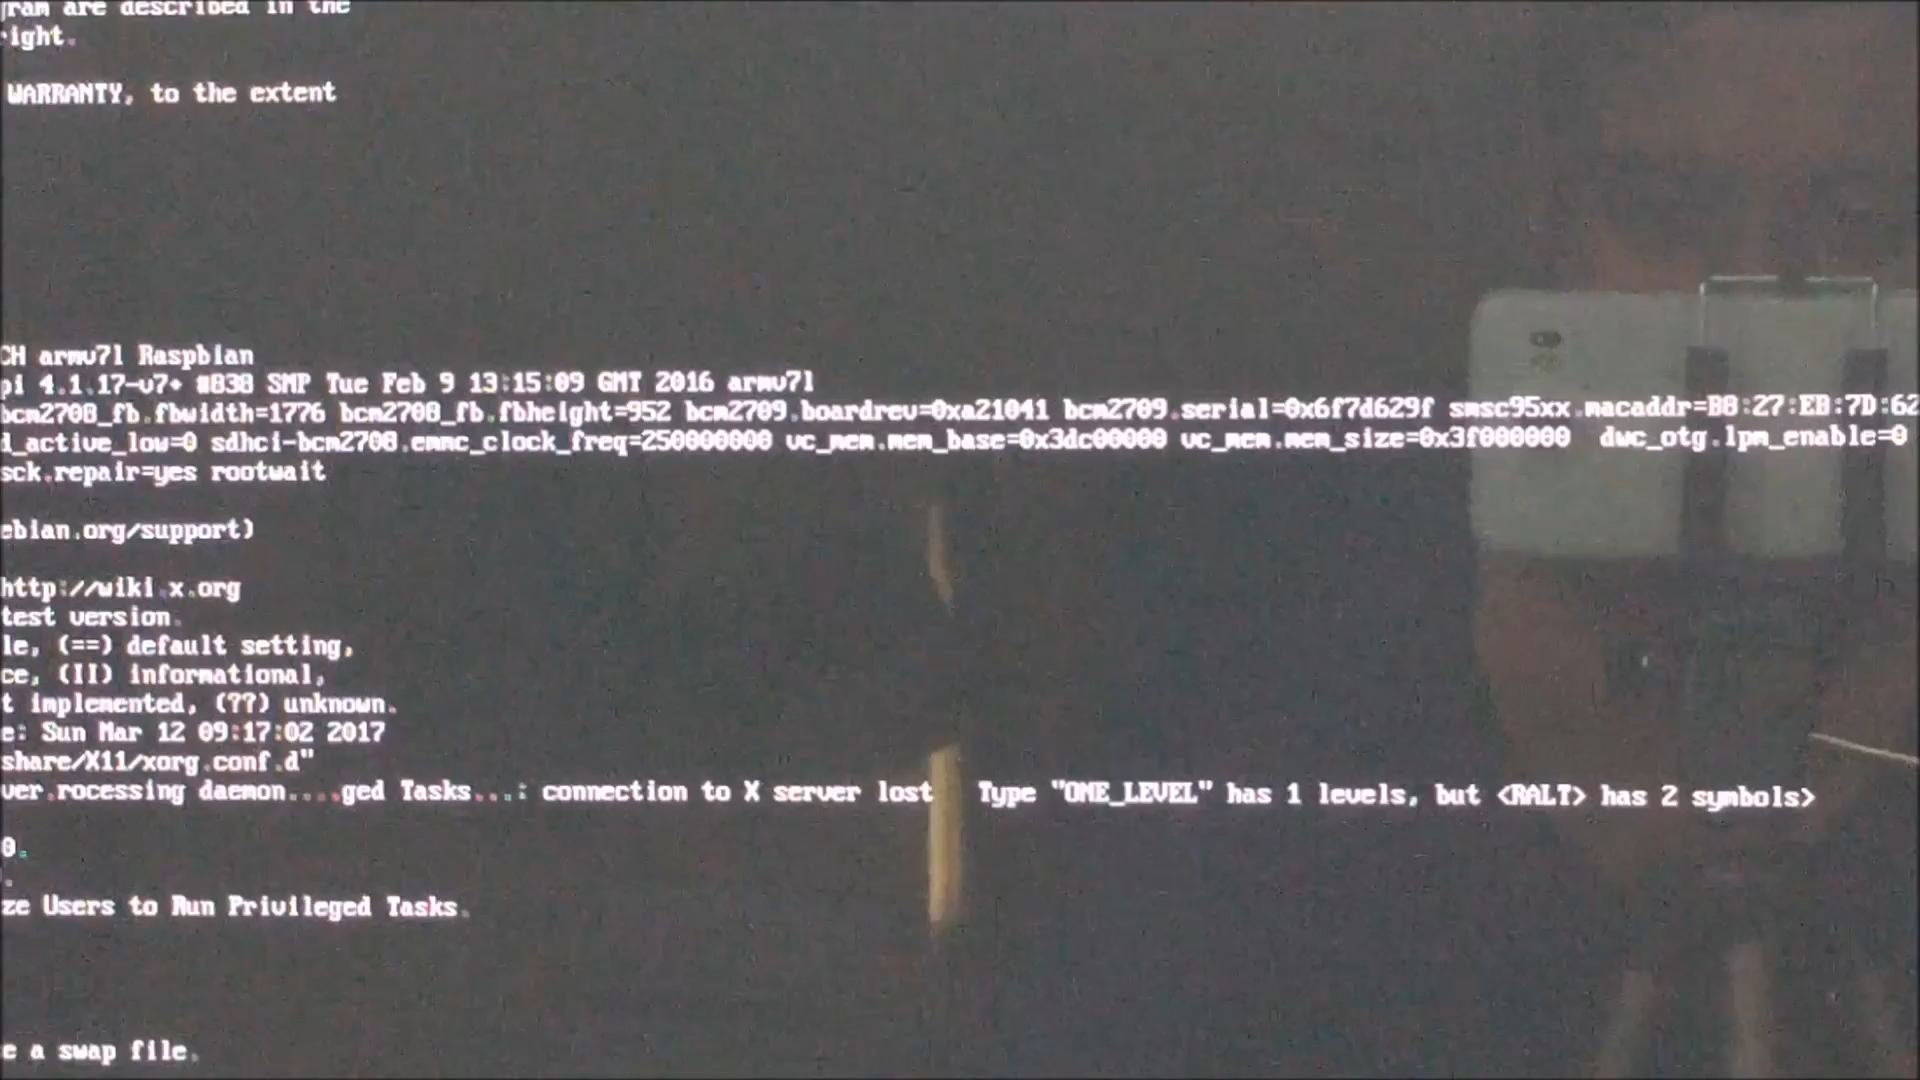 gram are described in the
right.
WARRANTY, to the extent
CH armv7l Raspbian
pi 4.1.17-v7+ #838 SMP Tue Feb 9 13:15:09 GMT 2016 armv7l
bcm2708_fb.fbwidth=1776 bcm2708_fb.fbheight=952 bcm2709.boardrev=0xa21041 bcm2709.serial=0x6f7d629f smsc95xx.macaddr=B8:27:EB:7D:62
d_active_low=0 sdhci-bcm2708.emmc_clock_freq=250000000 vc_mem.mem_base=0x3dc00000 vc_mem.mem_size=0x3f000000  dwc_otg.lpm_enable=0
sck.repair=yes rootwait
ebian.org/support)
http://wiki.x.org
test version.
le, (==) default setting,
ce, (II) informational,
t implemented, (??) unknown.
e: Sun Mar 12 09:17:02 2017
share/X11/xorg.conf.d"
ver.rocessing daemon....ged Tasks...: connection to X server lost   Type "ONE_LEVEL" has 1 levels, but <RALT> has 2 symbols>
0.
.
ze Users to Run Privileged Tasks.
e a swap file.